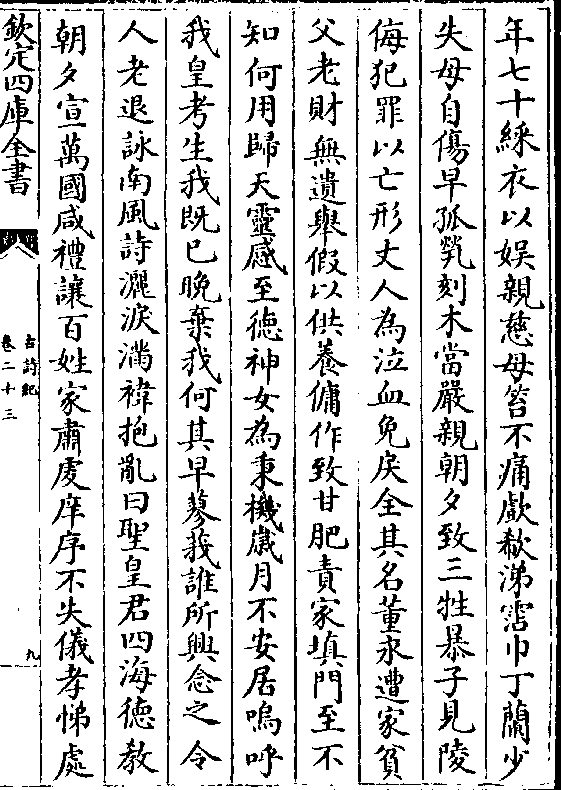 年七十綵衣以娛親慈母笞不痛歔欷涕霑巾丁蘭少
失母自傷早孤煢刻木當嚴親朝夕致三牲暴子見陵
侮犯罪以亡形丈人為泣血免戾全其名董永遭家貧
父老財無遺舉假以供養傭作致甘肥責家填門至不
知何用歸天靈感至德神女為秉機歲月不安居嗚呼
我皇考生我既已晚棄我何其早蓼莪誰所興念之令
人老退詠南風詩灑淚滿褘抱亂曰聖皇君四海德教
朝夕宣萬國咸禮讓百姓家肅虔庠序不失儀孝悌處
欽定四庫全書
古詩紀
卷二十三
九